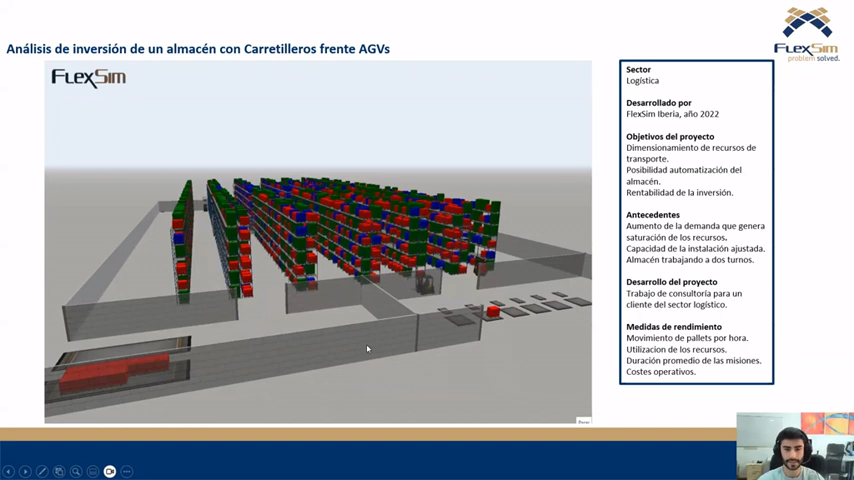 Análisis de inversión de un almacén con Carretilleros frente AGVs
FlexSim
problem solved.
FlexSim
Sector
Logística
Desarrollado por
FlexSim Iberia, año 2022
Objetivos del proyecto
Dimensionamiento de recursos de
transporte.
Posibilidad automatización del
almacén.
Rentabilidad de la inversión.
Antecedentes
Aumento de la demanda que genera
saturación de los recursos.
Capacidad de la instalación ajustada.
Almacén trabajando a dos turnos.
Desarrollo del proyecto
Trabajo de consultoría para un
cliente del sector logístico.
Medidas de rendimiento
Movimiento de pallets por hora.
Utilizacion de los recursos.
Duración promedio de las misiones.
Costes operativos.